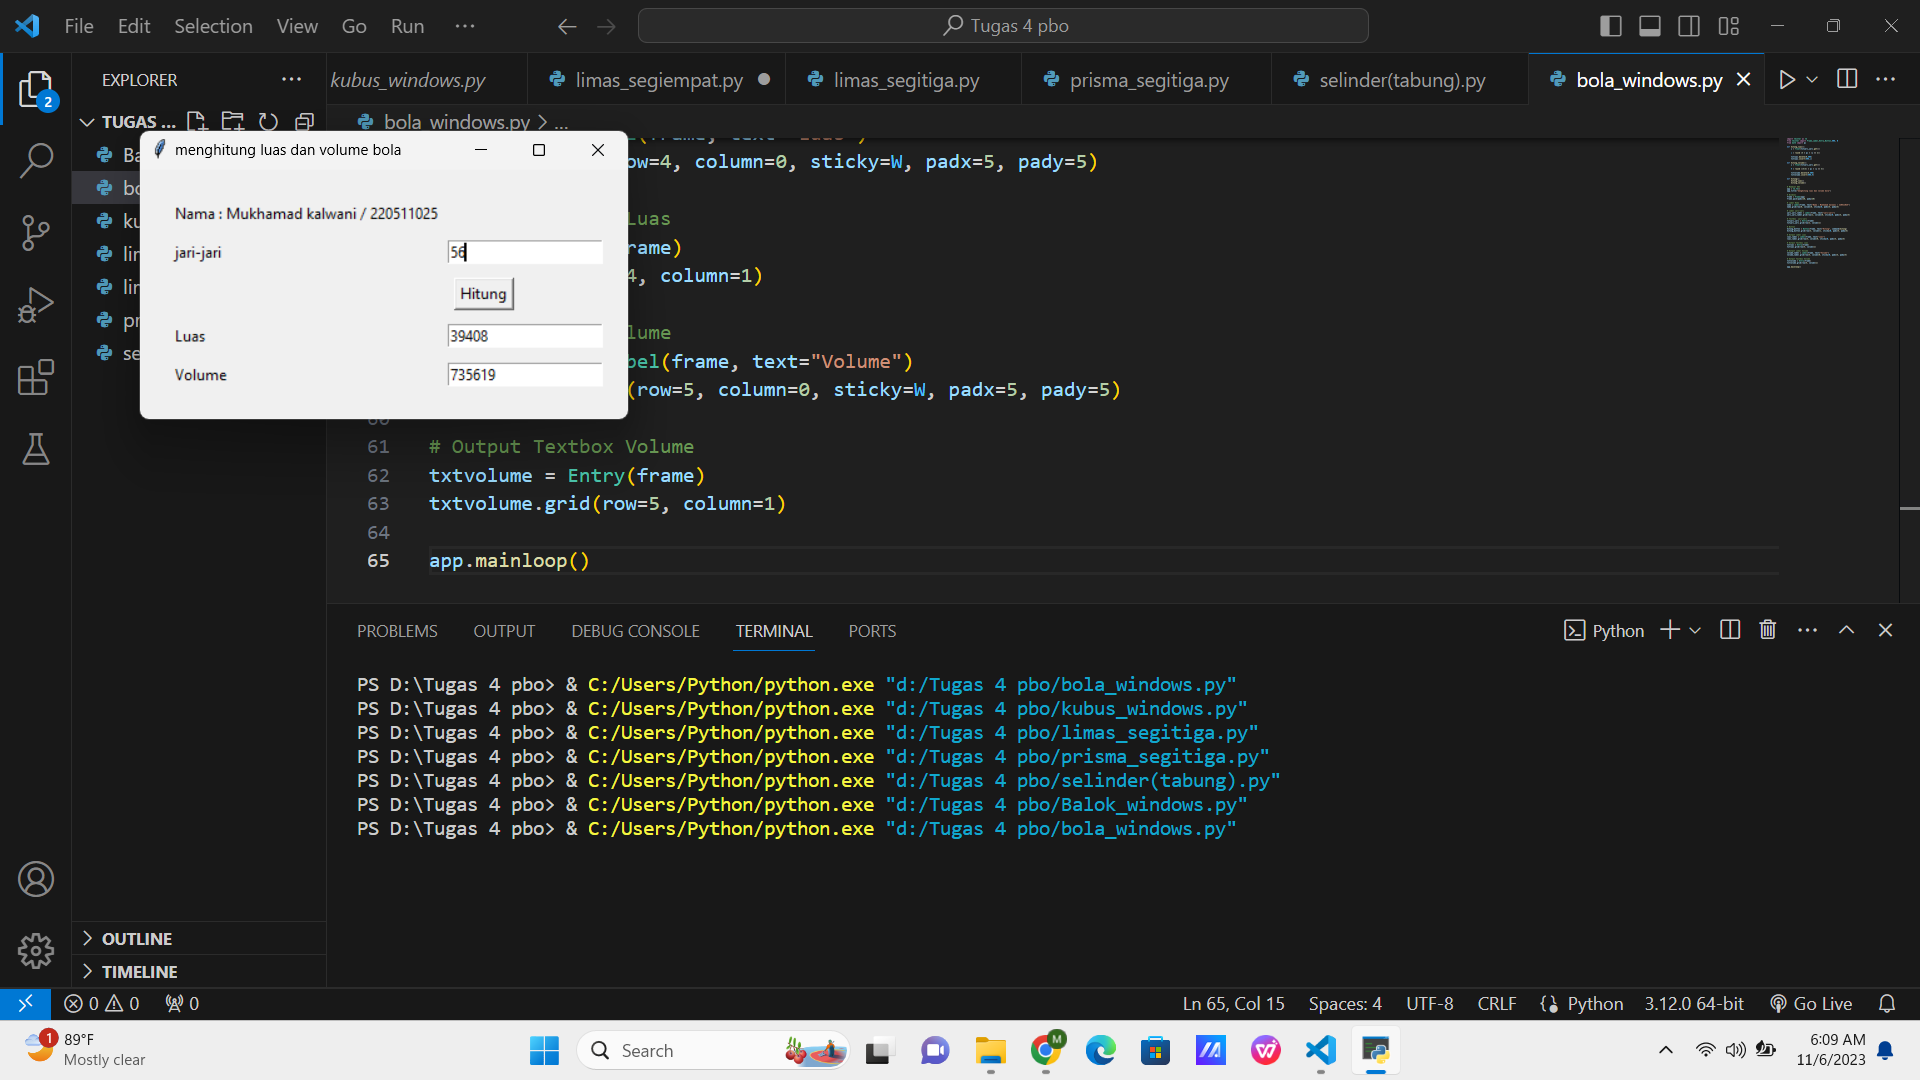 File Edit Selection View Go Run ···
Tugas 4 pbo
EXPLORER
kubus_windows.py
limas_segiempat.py
limas_segitiga.py
prisma_segitiga.py
selinder(tabung).py
bola_windows.py
2
TUGAS ...
bola_windows.py > ...
menghitung luas dan volume bola
Nama : Mukhamad kalwani / 220511025
jari-jari
56
Hitung
Luas
39408
Volume
735619
Ba
bo
ku
lin
lin
pr
se
ow=4, column=0, sticky=W, padx=5, pady=5)
Luas
rame)
4, column=1)
lume
bel(frame, text="Volume")
(row=5, column=0, sticky=W, padx=5, pady=5)
60
61 # Output Textbox Volume
62 txtvolume = Entry(frame)
63 txtvolume.grid(row=5, column=1)
64
65 app.mainloop()
PROBLEMS OUTPUT DEBUG CONSOLE TERMINAL PORTS
Python
PS D:\Tugas 4 pbo> & C:/Users/Python/python.exe "d:/Tugas 4 pbo/bola_windows.py"
PS D:\Tugas 4 pbo> & C:/Users/Python/python.exe "d:/Tugas 4 pbo/kubus_windows.py"
PS D:\Tugas 4 pbo> & C:/Users/Python/python.exe "d:/Tugas 4 pbo/limas_segitiga.py"
PS D:\Tugas 4 pbo> & C:/Users/Python/python.exe "d:/Tugas 4 pbo/prisma_segitiga.py"
PS D:\Tugas 4 pbo> & C:/Users/Python/python.exe "d:/Tugas 4 pbo/selinder(tabung).py"
PS D:\Tugas 4 pbo> & C:/Users/Python/python.exe "d:/Tugas 4 pbo/Balok_windows.py"
PS D:\Tugas 4 pbo> & C:/Users/Python/python.exe "d:/Tugas 4 pbo/bola_windows.py"
OUTLINE
TIMELINE
0 0 0
Ln 65, Col 15 Spaces: 4 UTF-8 CRLF {} Python 3.12.0 64-bit Go Live
1
89°F
Mostly clear
Search
M
6:09 AM
11/6/2023